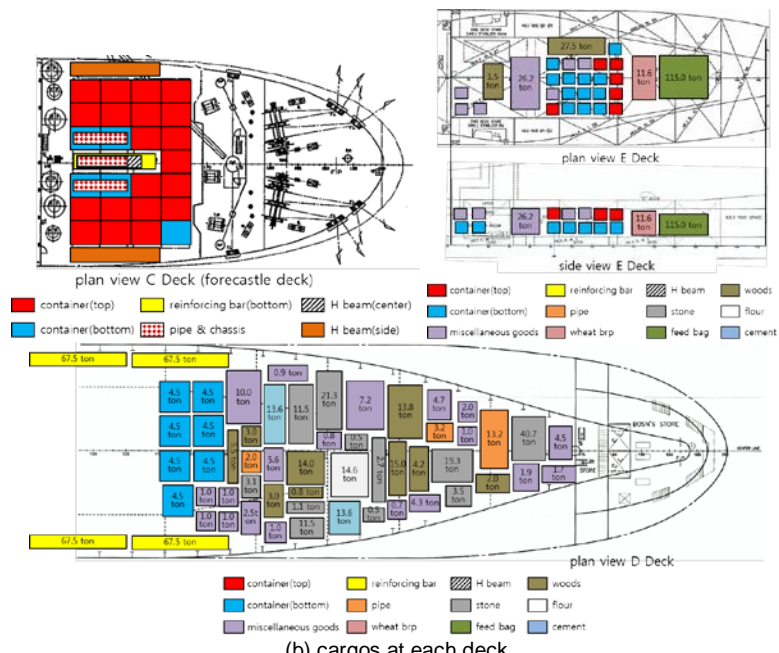 plan view C Deck (forecastle deck)
container(top)
reinforcing bar(bottom)
H beam(center)
container(bottom)
pipe & chassis
H beam(side)
27.5 ton
1.5
ton
26.2
ton
11.6
ton
115.0 ton
plan view E Deck
26.2
ton
11.6
ton
115.0 ton
side view E Deck
container(top)
reinforcing bar
H beam
woods
container(bottom)
pipe
stone
flour
miscellaneous goods
wheat brp
feed bag
cement
67.5 ton
67.5 ton
0.9 ton
4.5
ton
4.5
ton
10.0
ton
13.6
ton
11.5
ton
21.3
ton
7.2
ton
13.8
ton
4.7
ton
2.0
ton
4.5
ton
4.5
ton
3.0
ton
0.8
ton
0.5
ton
3.2
ton
1.0
ton
13.2
ton
40.7
ton
4.5
ton
BOSN'S STORE
4.5
ton
4.5
ton
2.0
ton
5.6
ton
14.0
ton
14.6
ton
2.7
ton
15.0
ton
4.2
ton
19.3
ton
1.9
ton
1.7
ton
STORE
4.5
ton
1.0
ton
1.0
ton
3.1
ton
3.0
ton
0.8 ton
2.0
ton
3.5
ton
1.0
ton
1.0
ton
2.5t
on
1.1 ton
13.6
ton
0.5
ton
0.7
ton
4.3 ton
1.0
ton
11.5
ton
67.5 ton
67.5 ton
plan view D Deck
container(top)
reinforcing bar
H beam
woods
container(bottom)
pipe
stone
flour
miscellaneous goods
wheat brp
feed bag
cement
(b) cargos at each deck